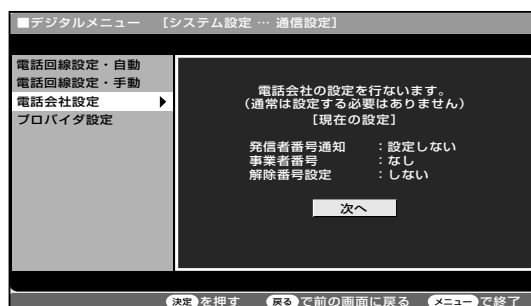 ■デジタルメニュー ［システム設定 … 通信設定］
電話回線設定・自動
電話回線設定・手動
電話会社設定
プロバイダ設定
電話会社の設定を行ないます。
（通常は設定する必要はありません）
［現在の設定］
発信者番号通知 ：設定しない
事業者番号 ：なし
解除番号設定 ：しない
次へ
決定 を押す 戻る で前の画面に戻る メニュー で終了